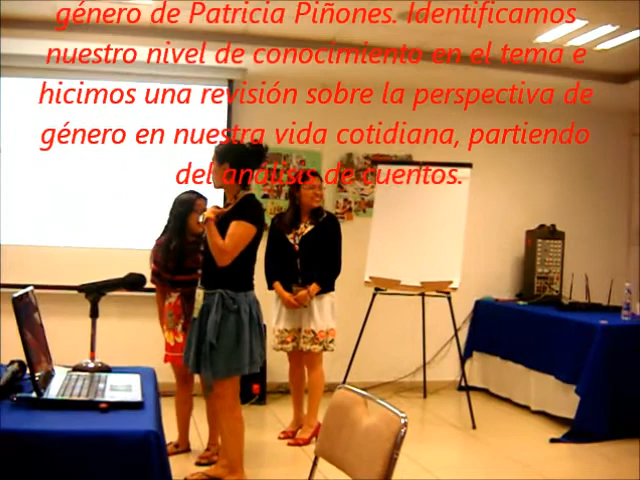 género de Patricia Piñones. Identificamos
nuestro nivel de conocimiento en el tema e
hicimos una revisión sobre la perspectiva de
género en nuestra vida cotidiana, partiendo
del análisis de cuentos.